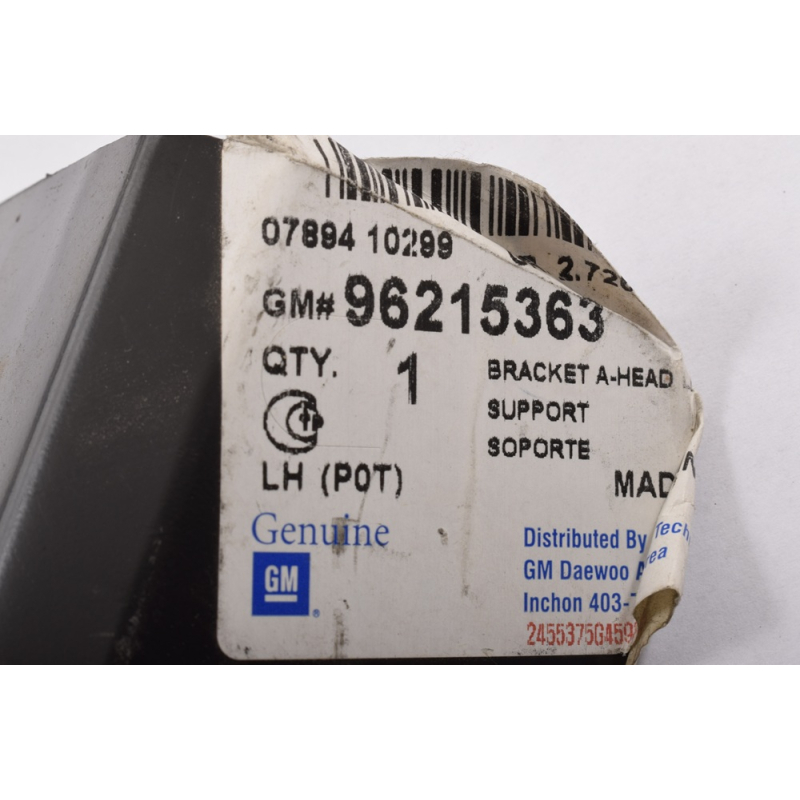 07894 10299
2.72
GM# 96215363
QTY. 1
BRACKET A-HEAD
SUPPORT
SOPORTE
LH (P0T)
MAD
Genuine
GM
®
Distributed By
GM Daewoo
Inchon 403-
2455375G459